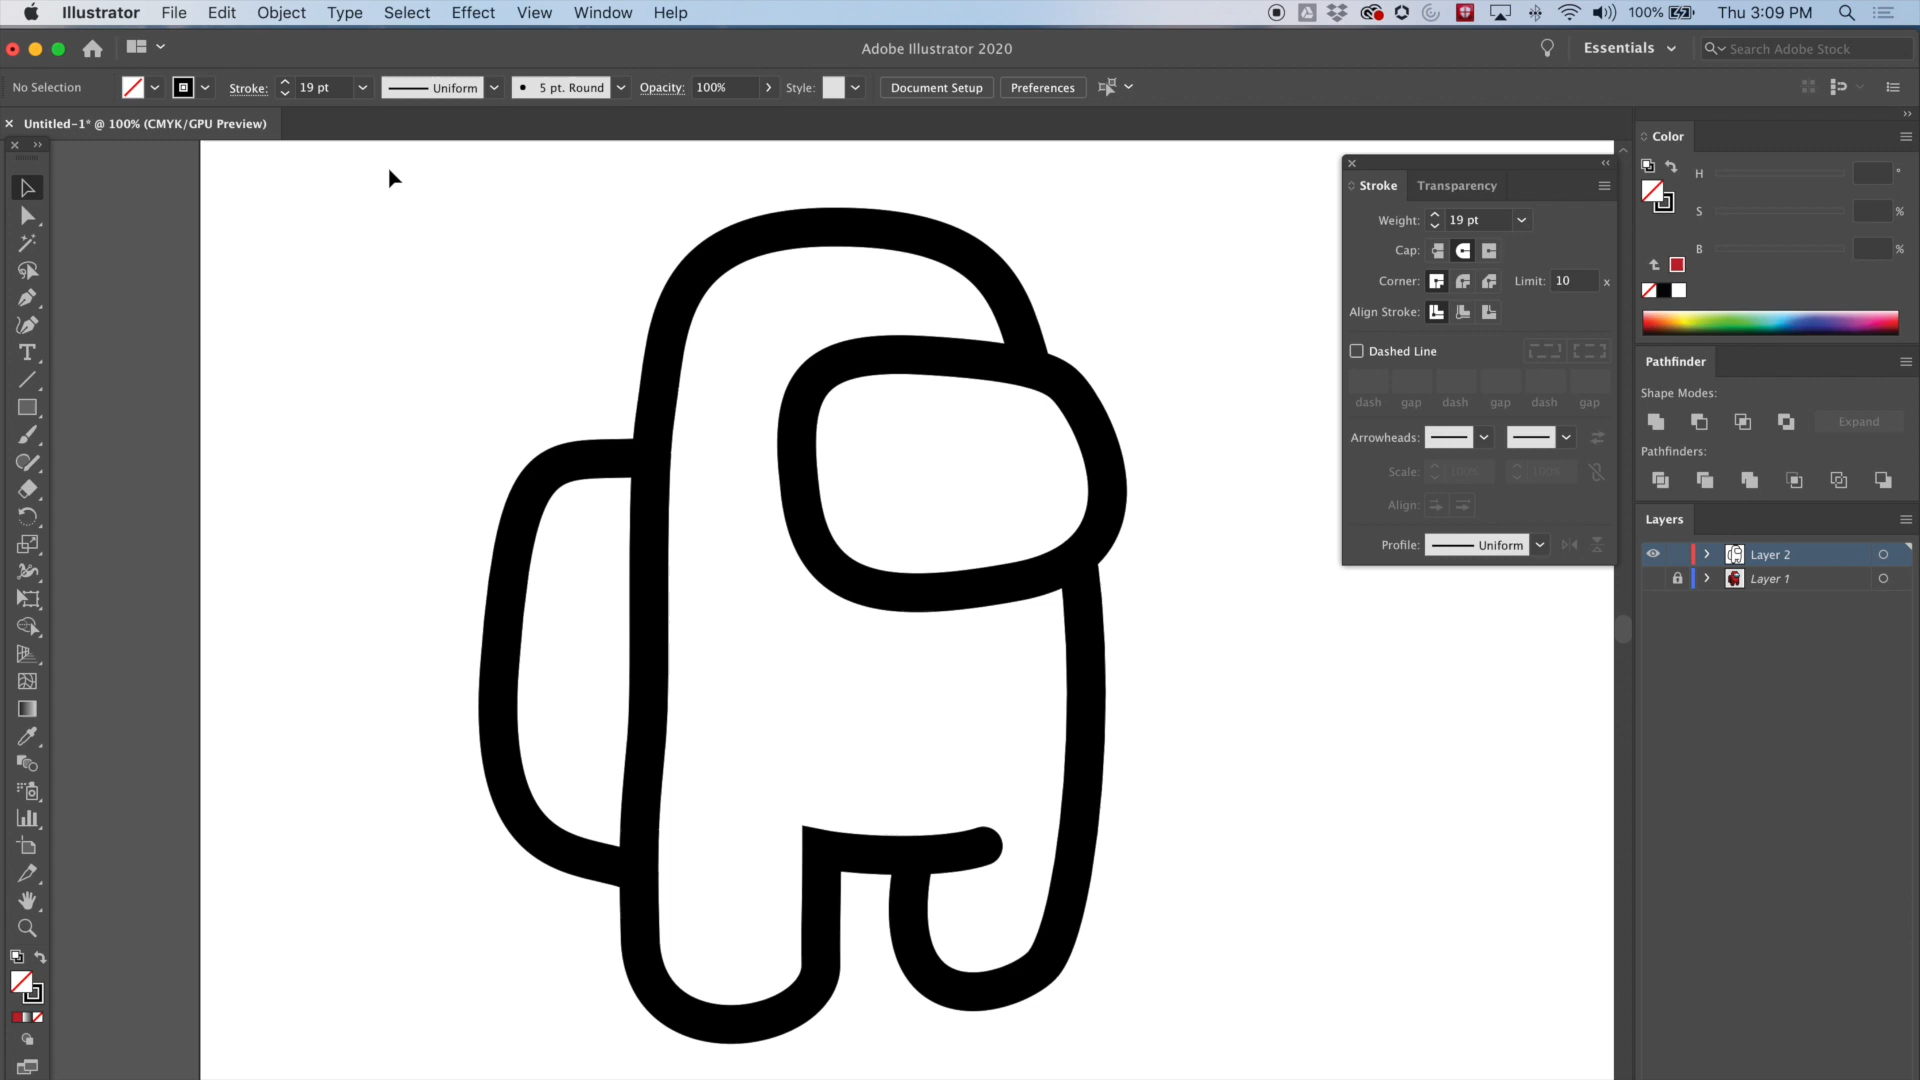 Illustrator File Edit Object Type Select Effect View Window Help 100% Thu 3:09 PM
Adobe Illustrator 2020 Essentials Search Adobe Stock
No Selection Stroke: 19 pt Uniform 5 pt. Round Opacity: 100% Style: Document Setup Preferences
Untitled-1* @ 100% (CMYK/GPU Preview)
Color
H °
S %
B %
Stroke Transparency
Weight: 19 pt
Cap:
Corner: Limit: 10 x
Align Stroke:
Dashed Line
dash gap dash gap dash gap
Arrowheads:
Scale: 100% 100%
Align:
Profile: Uniform
Pathfinder
Shape Modes:
Expand
Pathfinders:
Layers
Layer 2
Layer 1